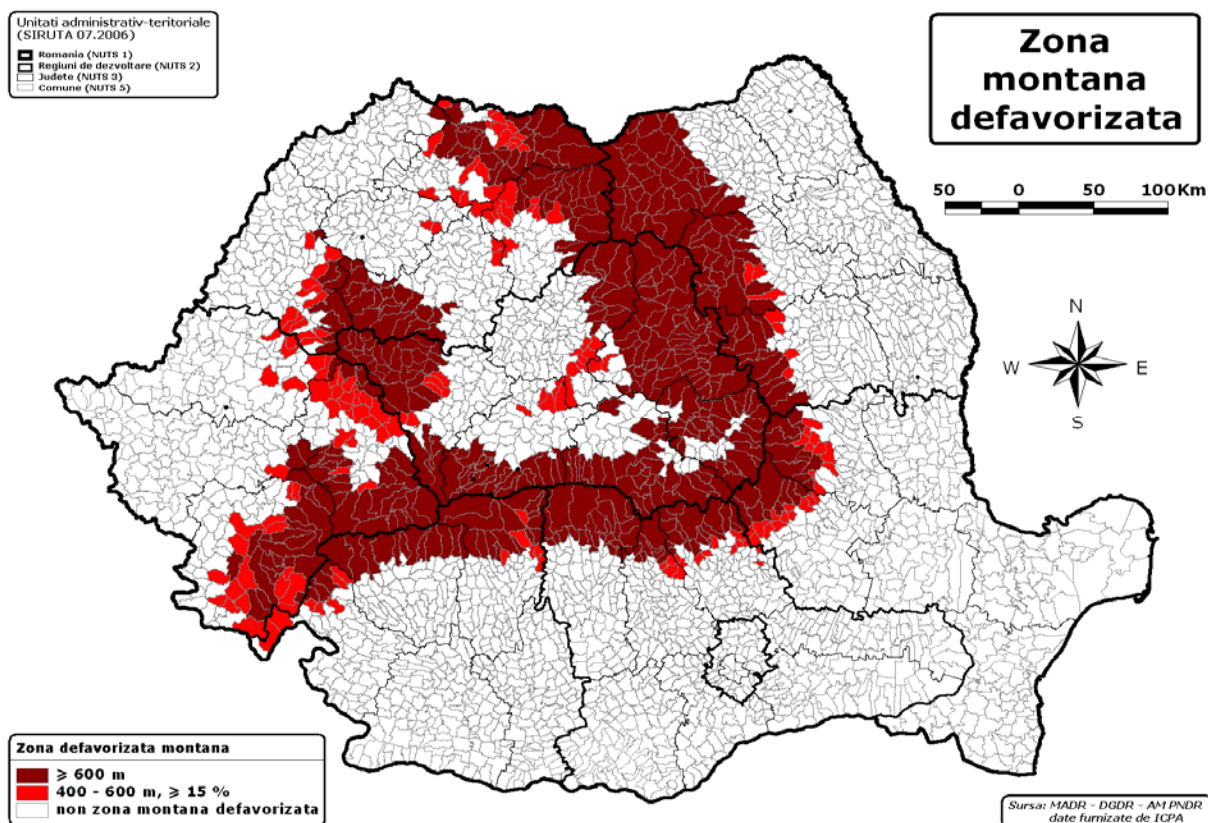 Unitati administrativ-teritoriale
(SIRUTA 07.2006)
Romania (NUTS 1)
Regiuni de dezvoltare (NUTS 2)
Judete (NUTS 3)
Comune (NUTS 5)
Zona
montana
defavorizata
50 0 50 100Km
N
W E
S
Zona defavorizata montana
⩾ 600 m
400 - 600 m, ⩾ 15 %
non zona montana defavorizata
Sursa: MADR - DGDR - AM PNDR
date furnizate de ICPA